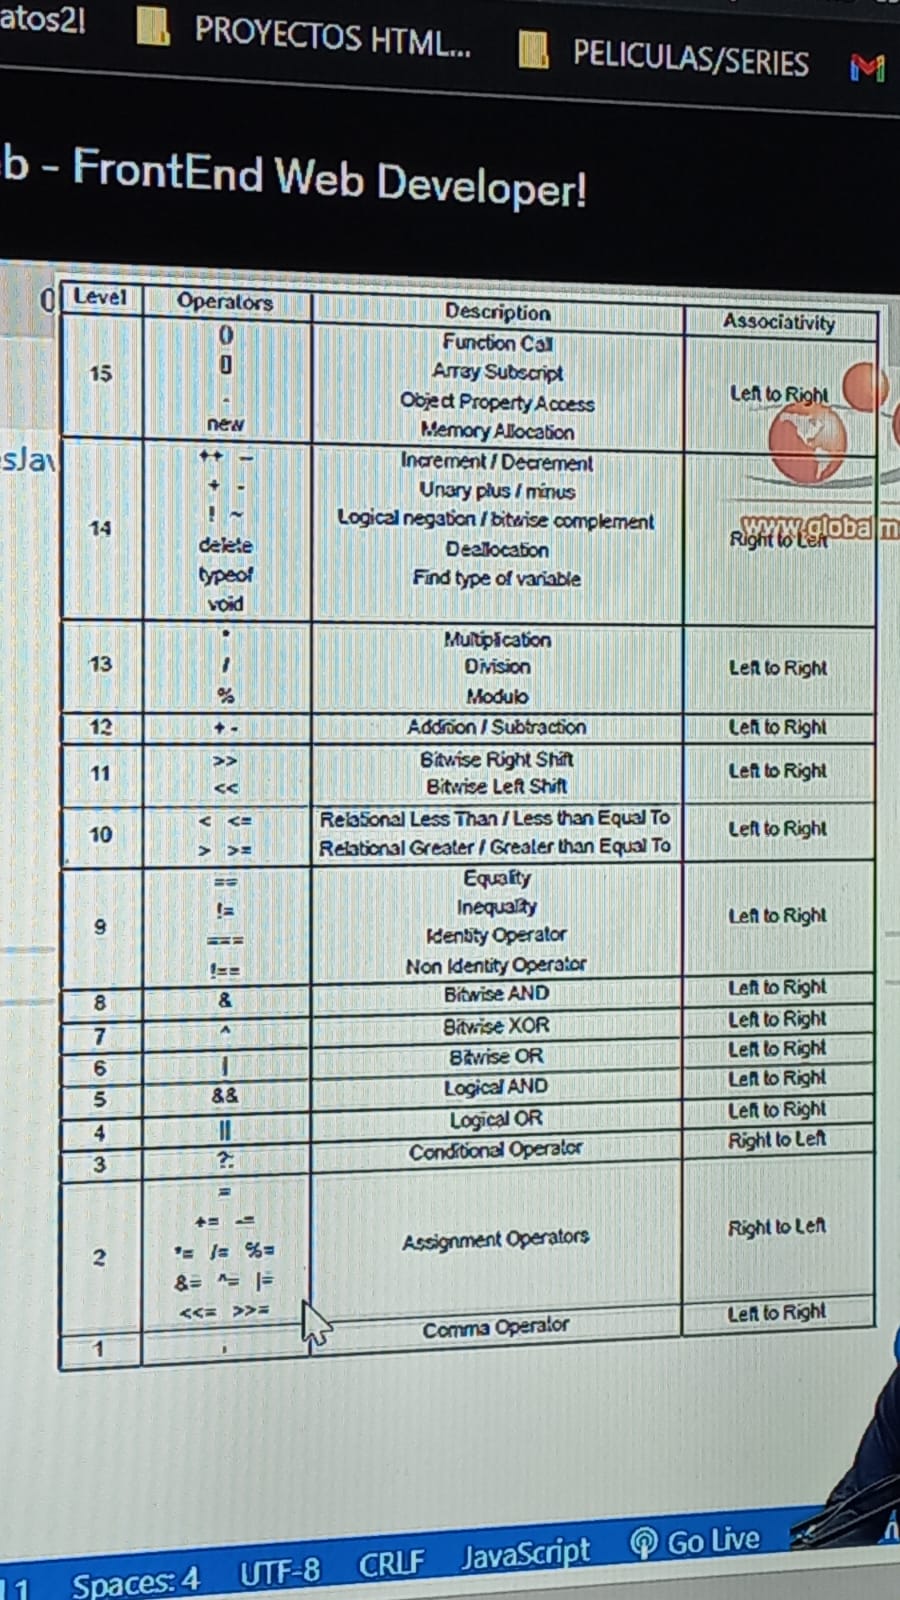 atos2!
PROYECTOS HTML...
PELICULAS/SERIES
b - FrontEnd Web Developer!
Level Operators Description Associativity
15
()
[]
.
new
Function Call
Array Subscript
Object Property Access
Memory Allocation
Left to Right
14
++ --
+ -
! ~
delete
typeof
void
Increment / Decrement
Unary plus / minus
Logical negation / bitwise complement
Deallocation
Find type of variable
Right to Left
13
*
/
%
Multiplication
Division
Modulo
Left to Right
12 + - Addition / Subtraction Left to Right
11
>>
<<
Bitwise Right Shift
Bitwise Left Shift
Left to Right
10
< <=
> >=
Relational Less Than / Less than Equal To
Relational Greater / Greater than Equal To
Left to Right
9
==
!=
===
!==
Equality
Inequality
Identity Operator
Non Identity Operator
Left to Right
8 & Bitwise AND Left to Right
7 ^ Bitwise XOR Left to Right
6 | Bitwise OR Left to Right
5 && Logical AND Left to Right
4 || Logical OR Left to Right
3 ?: Conditional Operator Right to Left
2
=
+= -=
*= /= %=
&= ^= |=
<<= >>=
Assignment Operators
Right to Left
1 , Comma Operator Left to Right
sJav
www.globalm
Spaces: 4 UTF-8 CRLF JavaScript Go Live